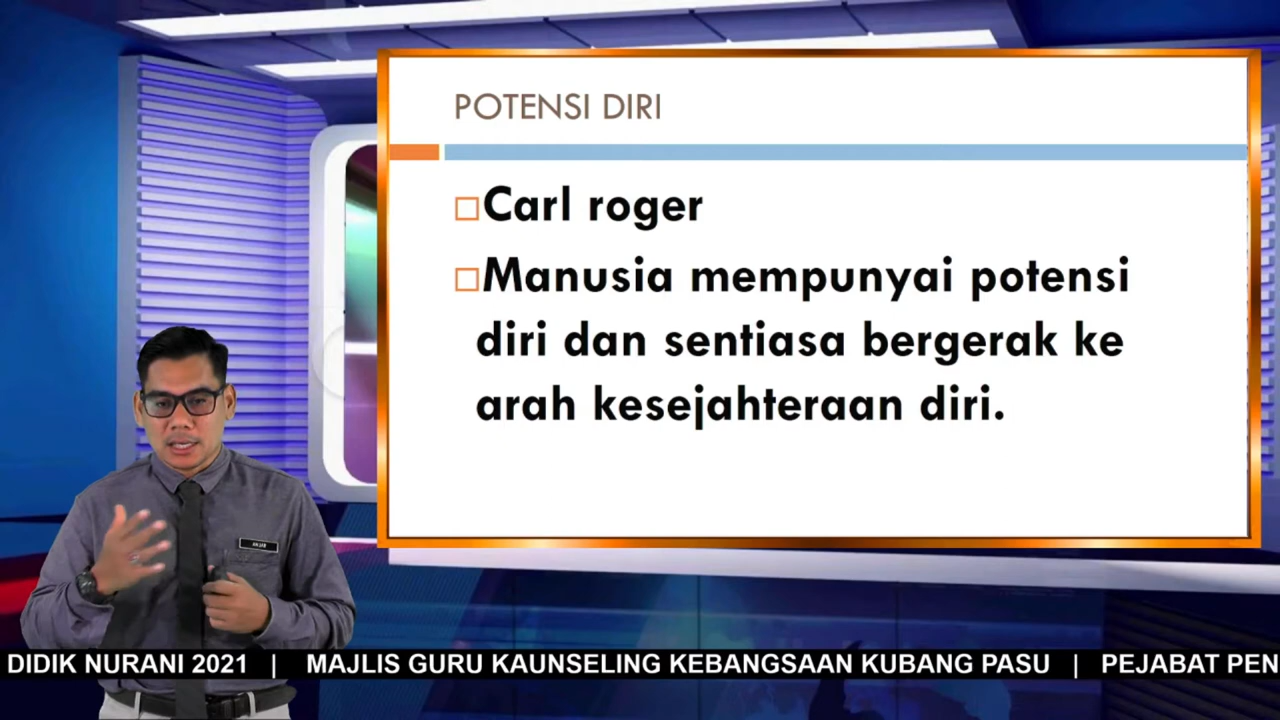 POTENSI DIRI
Carl roger
Manusia mempunyai potensi
diri dan sentiasa bergerak ke
arah kesejahteraan diri.
DIDIK NURANI 2021 | MAJLIS GURU KAUNSELING KEBANGSAAN KUBANG PASU | PEJABAT PEN